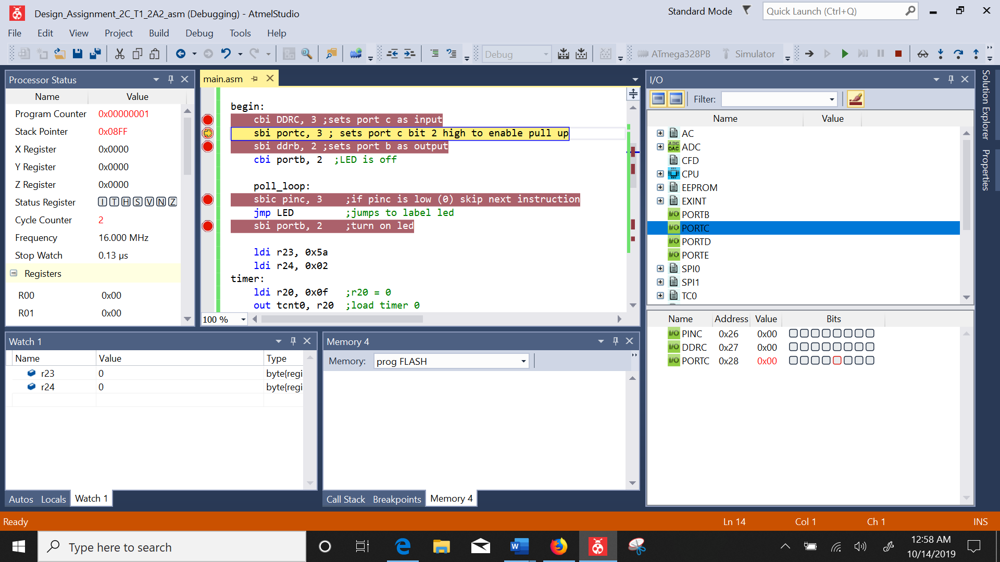 Design_Assignment_2C_T1_2A2_asm (Debugging) - AtmelStudio
Standard Mode
Quick Launch (Ctrl+Q)
File Edit View Project Build Debug Tools Help
Debug
ATmega328PB
Simulator
Processor Status
Name Value
Program Counter 0x00000001
Stack Pointer 0x08FF
X Register 0x0000
Y Register 0x0000
Z Register 0x0000
Status Register I T H S V N Z
Cycle Counter 2
Frequency 16.000 MHz
Stop Watch 0.13 µs
Registers
R00 0x00
R01 0x00
main.asm
begin:
cbi DDRC, 3 ;sets port c as input
sbi portc, 3 ; sets port c bit 2 high to enable pull up
sbi ddrb, 2 ;sets port b as output
cbi portb, 2 ;LED is off
poll_loop:
sbic pinc, 3 ;if pinc is low (0) skip next instruction
jmp LED ;jumps to label led
sbi portb, 2 ;turn on led
ldi r23, 0x5a
ldi r24, 0x02
timer:
ldi r20, 0x0f ;r20 = 0
out tcnt0, r20 ;load timer 0
100 %
I/O
Filter:
Name Value
AC
ADC DAC ADC
CFD
CPU
EEPROM
EXINT
I/O PORTB
I/O PORTC
I/O PORTD
I/O PORTE
SPI0
SPI1
TC0
Name Address Value Bits
I/O PINC 0x26 0x00
I/O DDRC 0x27 0x00
I/O PORTC 0x28 0x00
Solution Explorer
Properties
Watch 1
Name Value Type
r23 0 byte{regi
r24 0 byte{regi
Autos Locals Watch 1
Memory 4
Memory: prog FLASH
Call Stack Breakpoints Memory 4
Ready
Ln 14 Col 1 Ch 1 INS
Type here to search
W
12:58 AM
10/14/2019